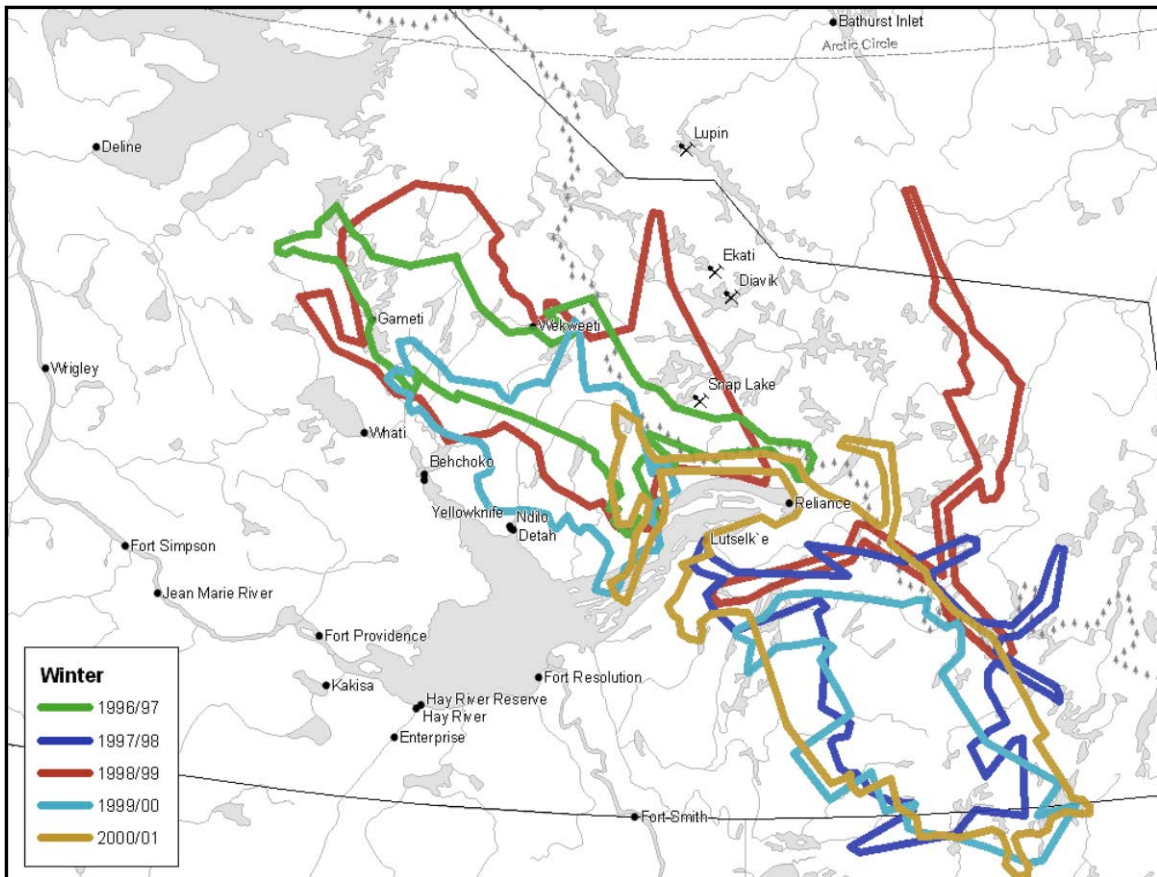 Bathurst Inlet
Arctic Circle
Lupin
Deline
Ekati
Diavik
Gameti
Wekweeti
Wrigley
Snap Lake
Whati
Behchoko
Reliance
Yellowknife
Ndilo
Detah
Lutselk`e
Fort Simpson
Jean Marie River
Fort Providence
Fort Resolution
Kakisa
Hay River Reserve
Hay River
Enterprise
Fort Smith
Winter
1996/97
1997/98
1998/99
1999/00
2000/01